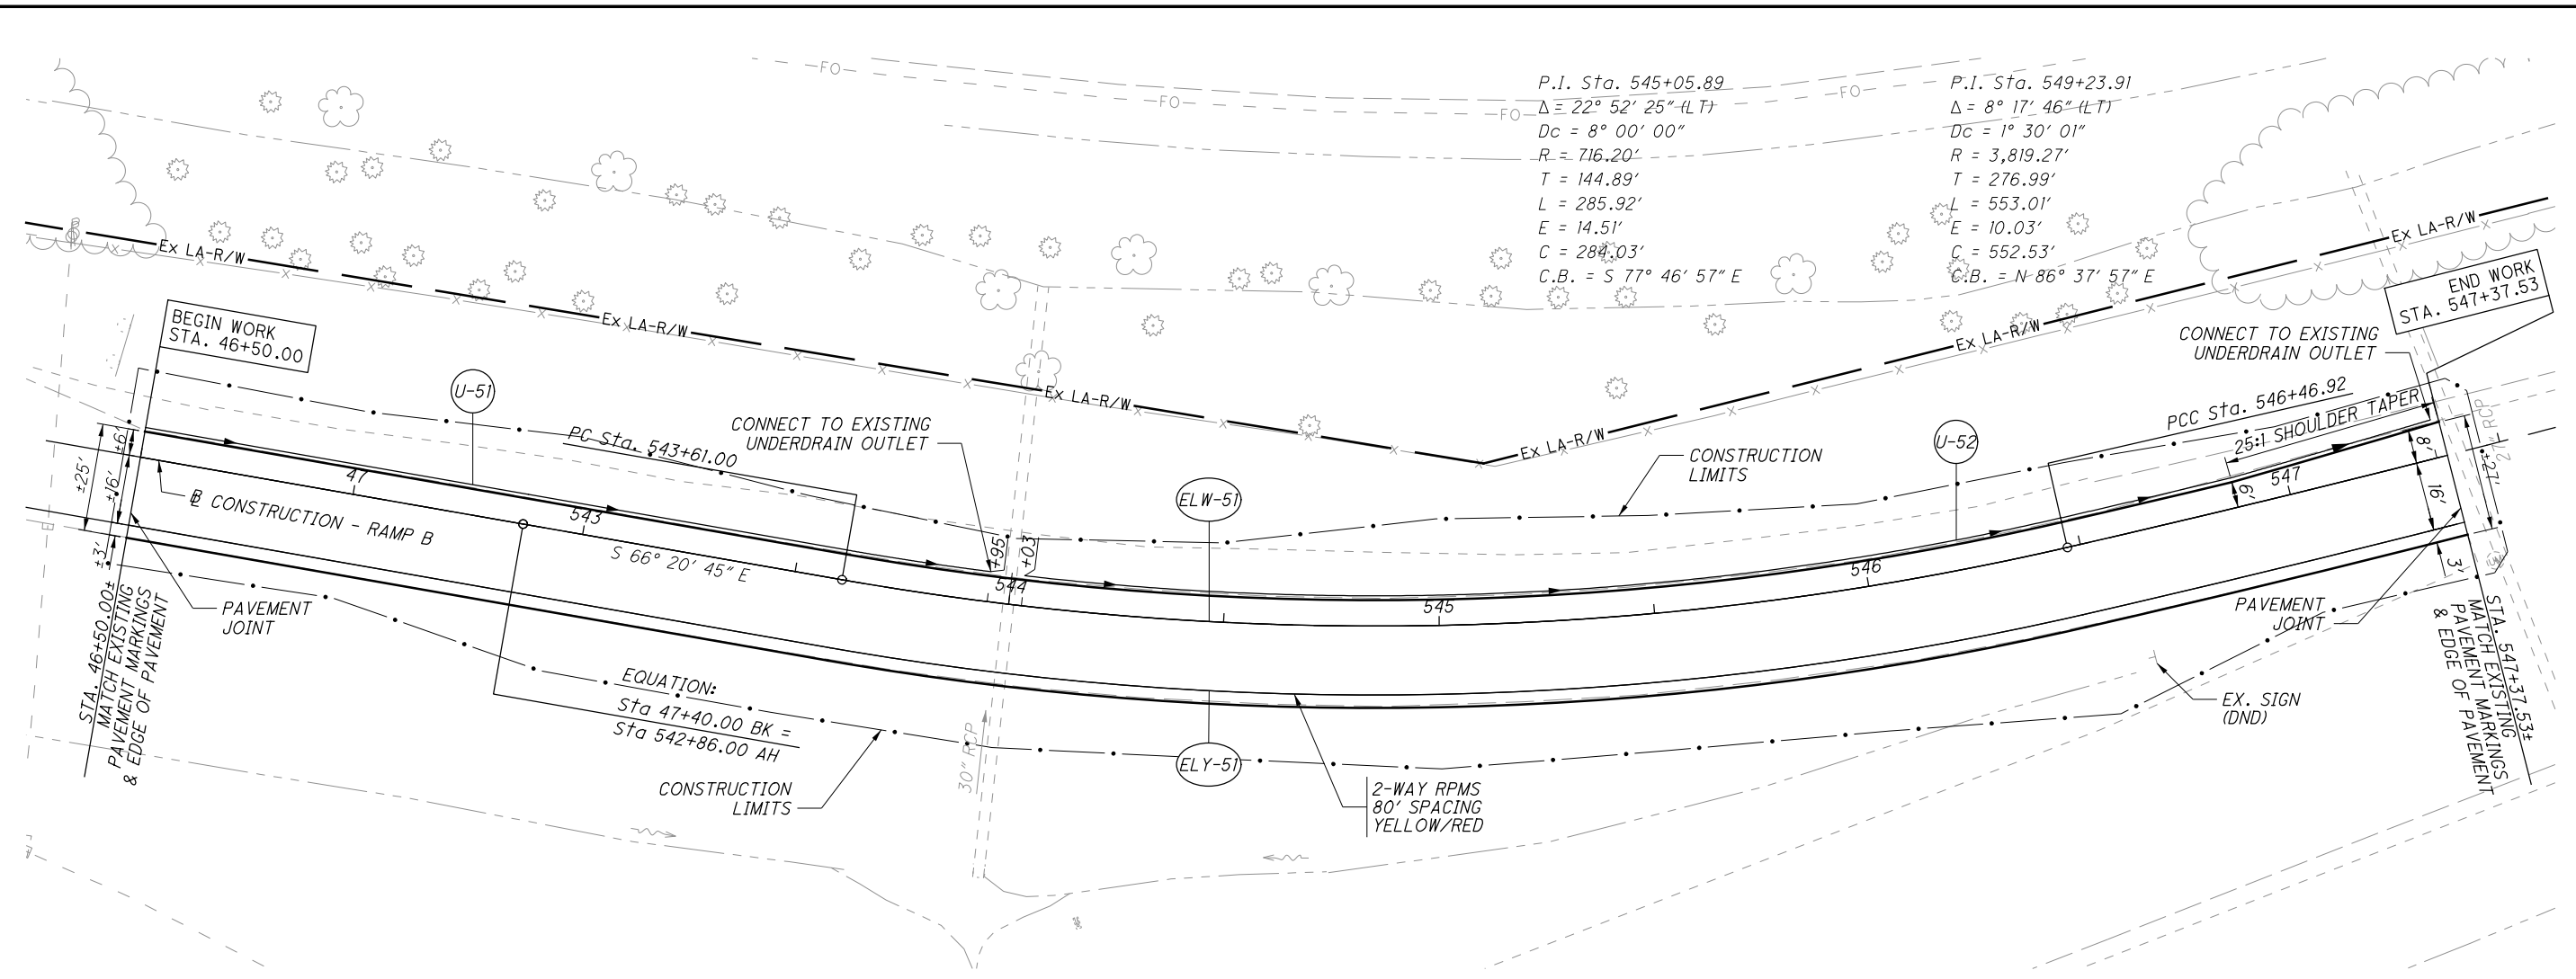 FO
FO
FO
FO
P.I. Sta. 545+05.89
Δ = 22° 52' 25" (LT)
Dc = 8° 00' 00"
R = 716.20'
T = 144.89'
L = 285.92'
E = 14.51'
C = 284.03'
C.B. = S 77° 46' 57" E
P.I. Sta. 549+23.91
Δ = 8° 17' 46" (LT)
Dc = 1° 30' 01"
R = 3,819.27'
T = 276.99'
L = 553.01'
E = 10.03'
C = 552.53'
C.B. = N 86° 37' 57" E
Ex LA-R/W
Ex LA-R/W
Ex LA-R/W
Ex LA-R/W
Ex LA-R/W
Ex LA-R/W
BEGIN WORK
STA. 46+50.00
END WORK
STA. 547+37.53
U-51
CONNECT TO EXISTING
UNDERDRAIN OUTLET
PC Sta. 543+61.00
CONNECT TO EXISTING
UNDERDRAIN OUTLET
PCC Sta. 546+46.92
25:1 SHOULDER TAPER
U-52
CONSTRUCTION
LIMITS
ELW-51
±25'
±6'
±16'
±3'
47
543
544
545
546
547
+95
+03
℄ CONSTRUCTION - RAMP B
S 66° 20' 45" E
6'
8'
16'
3'
±27'
27" RCP
PAVEMENT
JOINT
STA. 46+50.00±
MATCH EXISTING
PAVEMENT MARKINGS
& EDGE OF PAVEMENT
EQUATION:
Sta 47+40.00 BK =
Sta 542+86.00 AH
CONSTRUCTION
LIMITS
30" RCP
ELY-51
2-WAY RPMS
80' SPACING
YELLOW/RED
PAVEMENT
JOINT
EX. SIGN
(DND)
STA. 547+37.53±
MATCH EXISTING
PAVEMENT MARKINGS
& EDGE OF PAVEMENT